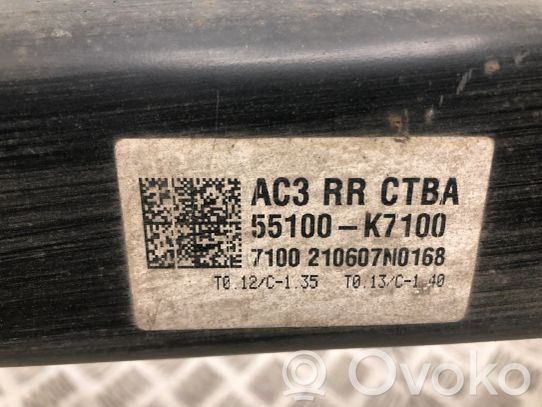 AC3 RR CTBA
55100-K7100
7100 210607N0168
T0.12/C-1.35 T0.13/C-1.40
© Ovoko